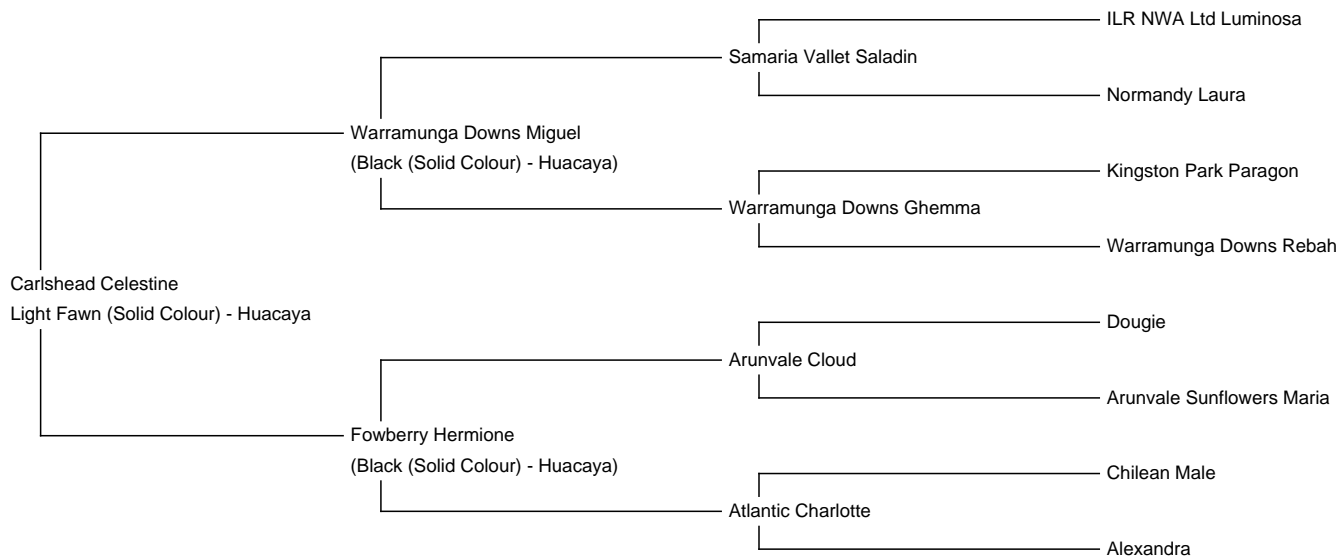 ILR NWA Ltd Luminosa
Samaria Vallet Saladin
Normandy Laura
Warramunga Downs Miguel
(Black (Solid Colour) - Huacaya)
Kingston Park Paragon
Warramunga Downs Ghemma
Warramunga Downs Rebah
Carlshead Celestine
Light Fawn (Solid Colour) - Huacaya
Dougie
Arunvale Cloud
Arunvale Sunflowers Maria
Fowberry Hermione
(Black (Solid Colour) - Huacaya)
Chilean Male
Atlantic Charlotte
Alexandra